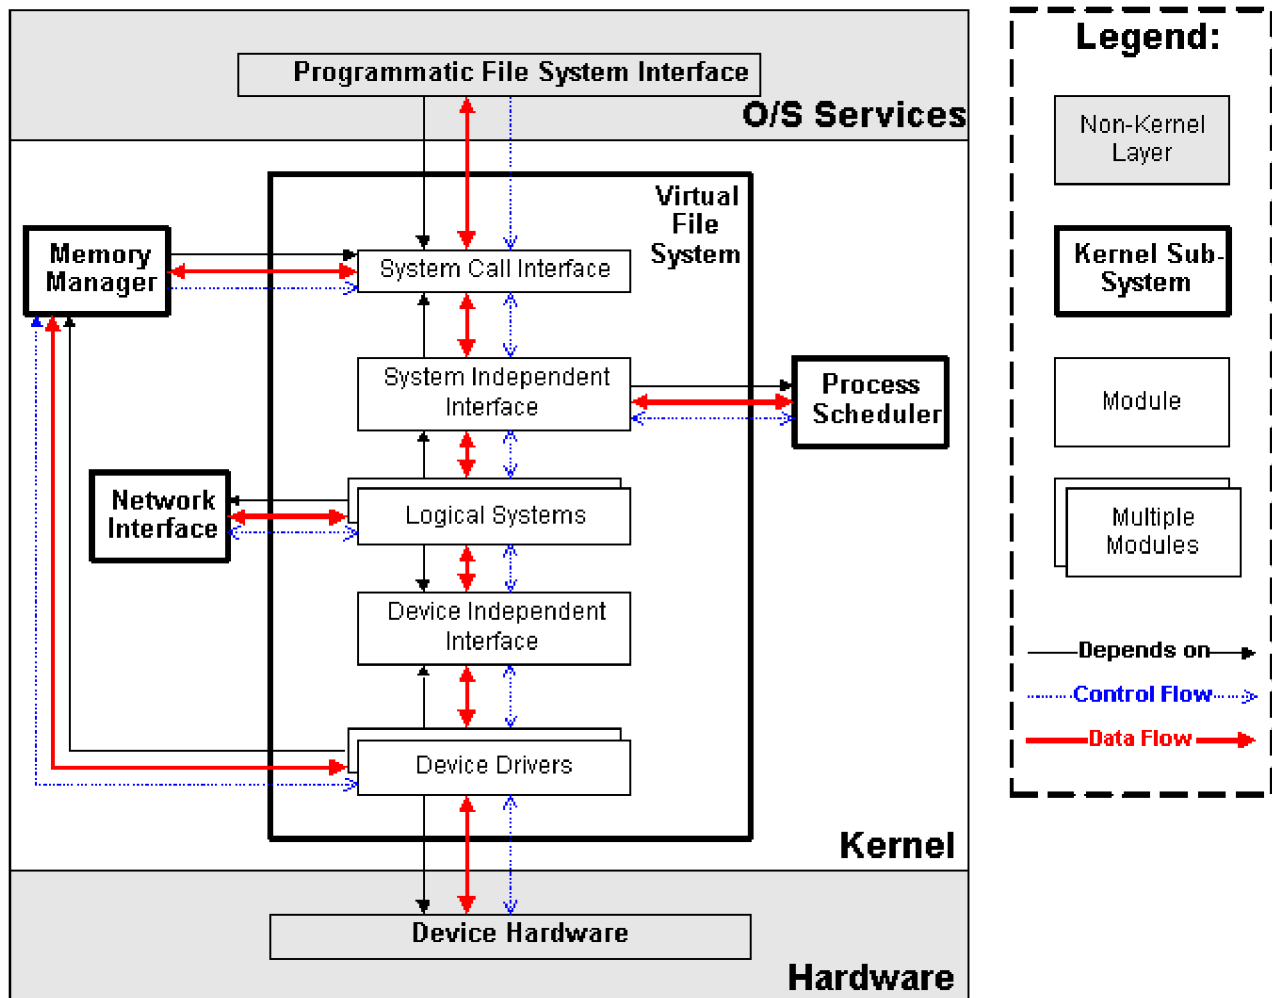 Programmatic File System Interface
O/S Services
Virtual
File
System
Memory
Manager
System Call Interface
System Independent
Interface
Process
Scheduler
Network
Interface
Logical Systems
Device Independent
Interface
Device Drivers
Kernel
Device Hardware
Hardware
Legend:
Non-Kernel
Layer
Kernel Sub-
System
Module
Multiple
Modules
Depends on
Control Flow
Data Flow